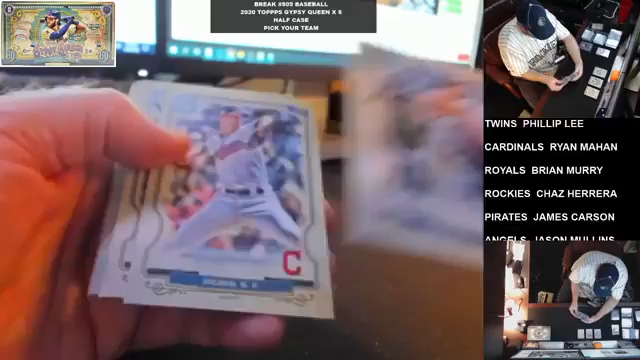 BREAK #509 BASEBALL
2020 TOPPPS GYPSY QUEEN X 5
HALF CASE
PICK YOUR TEAM
TWINS PHILLIP LEE
CARDINALS RYAN MAHAN
ROYALS BRIAN MURRY
ROCKIES CHAZ HERRERA
PIRATES JAMES CARSON
ANGELS JASON MULLINS
C